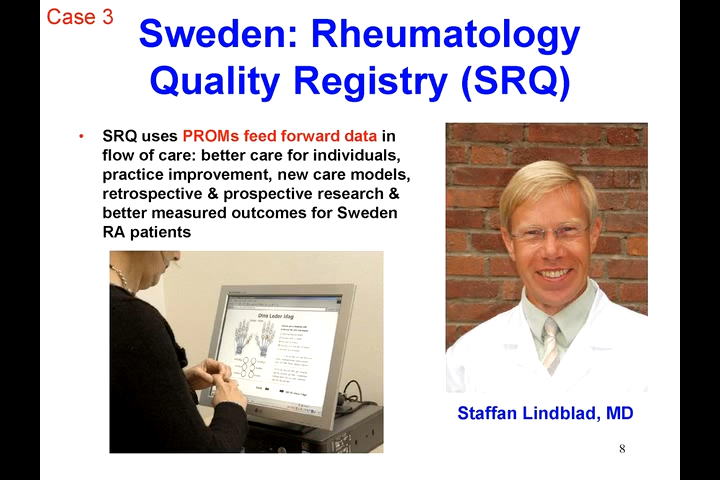 Case 3
Sweden: Rheumatology
Quality Registry (SRQ)
• SRQ uses PROMs feed forward data in
flow of care: better care for individuals,
practice improvement, new care models,
retrospective & prospective research &
better measured outcomes for Sweden
RA patients
Dina Leder idag
Staffan Lindblad, MD
8